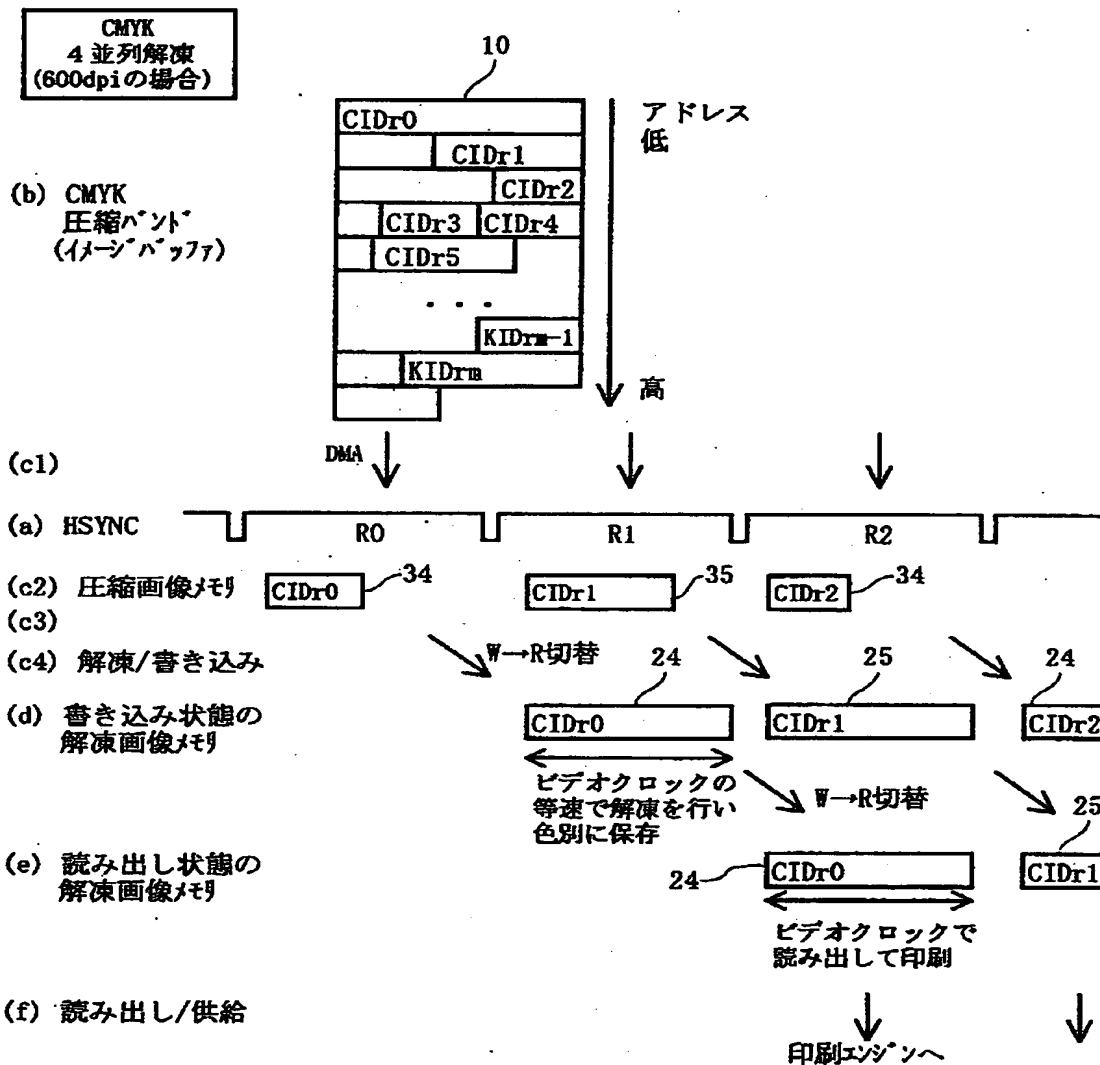 CMYK
4並列解凍
(600dpiの場合)
10
CIDr0
アドレス
低
CIDr1
CIDr2
(b) CMYK
圧縮バンド
(イメージバッファ)
CIDr3
CIDr4
CIDr5
・・・
KIDrm-1
KIDrm
高
(c1)
DMA
(a) HSYNC
R0
R1
R2
(c2) 圧縮画像メモリ
CIDr0
34
CIDr1
35
CIDr2
34
(c3)
(c4) 解凍/書き込み
W→R切替
24
25
24
(d) 書き込み状態の
解凍画像メモリ
CIDr0
CIDr1
CIDr2
ビデオクロックの
等速で解凍を行い
色別に保存
W→R切替
25
(e) 読み出し状態の
解凍画像メモリ
24
CIDr0
CIDr1
ビデオクロックで
読み出して印刷
(f) 読み出し/供給
印刷エンジンへ